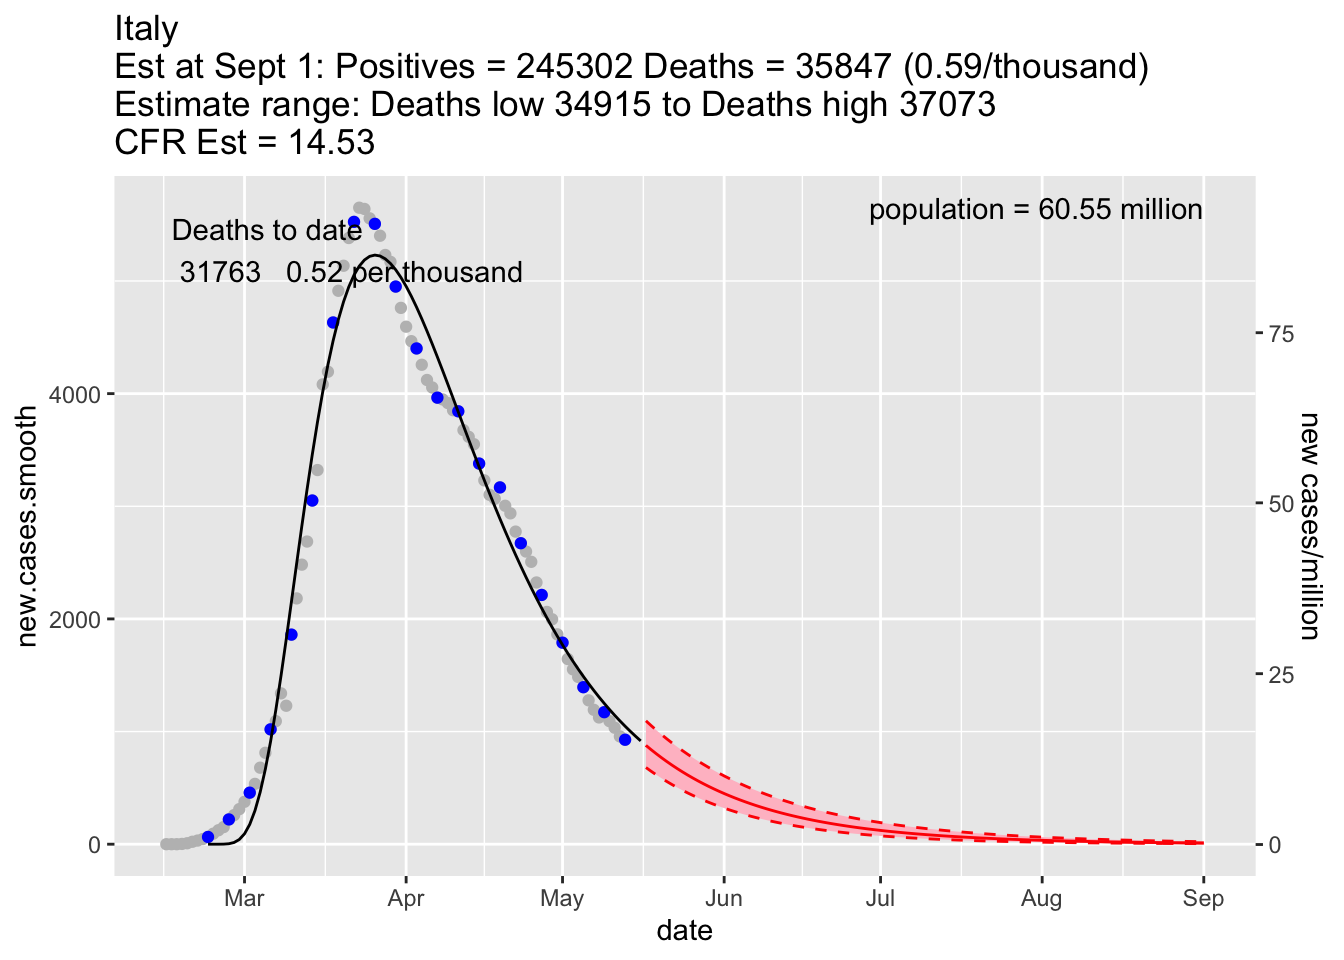 Italy
Est at Sept 1: Positives = 245302 Deaths = 35847 (0.59/thousand)
Estimate range: Deaths low 34915 to Deaths high 37073
CFR Est = 14.53
population = 60.55 million
Deaths to date
31763 0.52 per thousand
new.cases.smooth
4000
2000
0
75
50
25
0
new cases/million
Mar Apr May Jun Jul Aug Sep
date